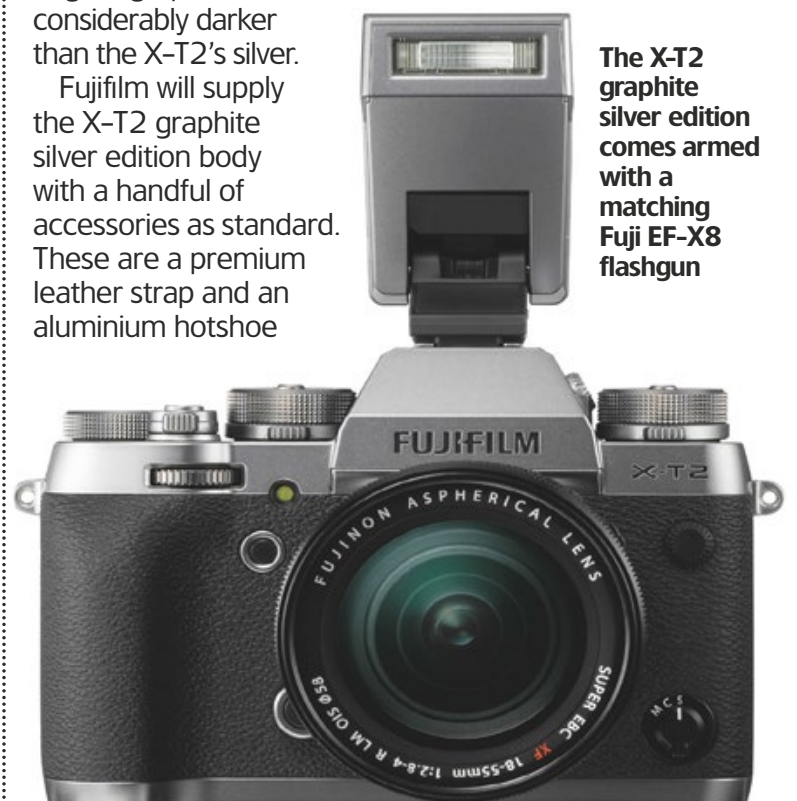 considerably darker
than the X-T2's silver.
Fujifilm will supply
the X-T2 graphite
silver edition body
with a handful of
accessories as standard.
These are a premium
leather strap and an
aluminium hotshoe
The X-T2
graphite
silver edition
comes armed
with a
matching
Fuji EF-X8
flashgun
FUJIFILM
X-T2
FUJINON ASPHERICAL LENS
SUPER EBC XF 18-55mm 1:2.8-4 R LM OIS ø58
M C S